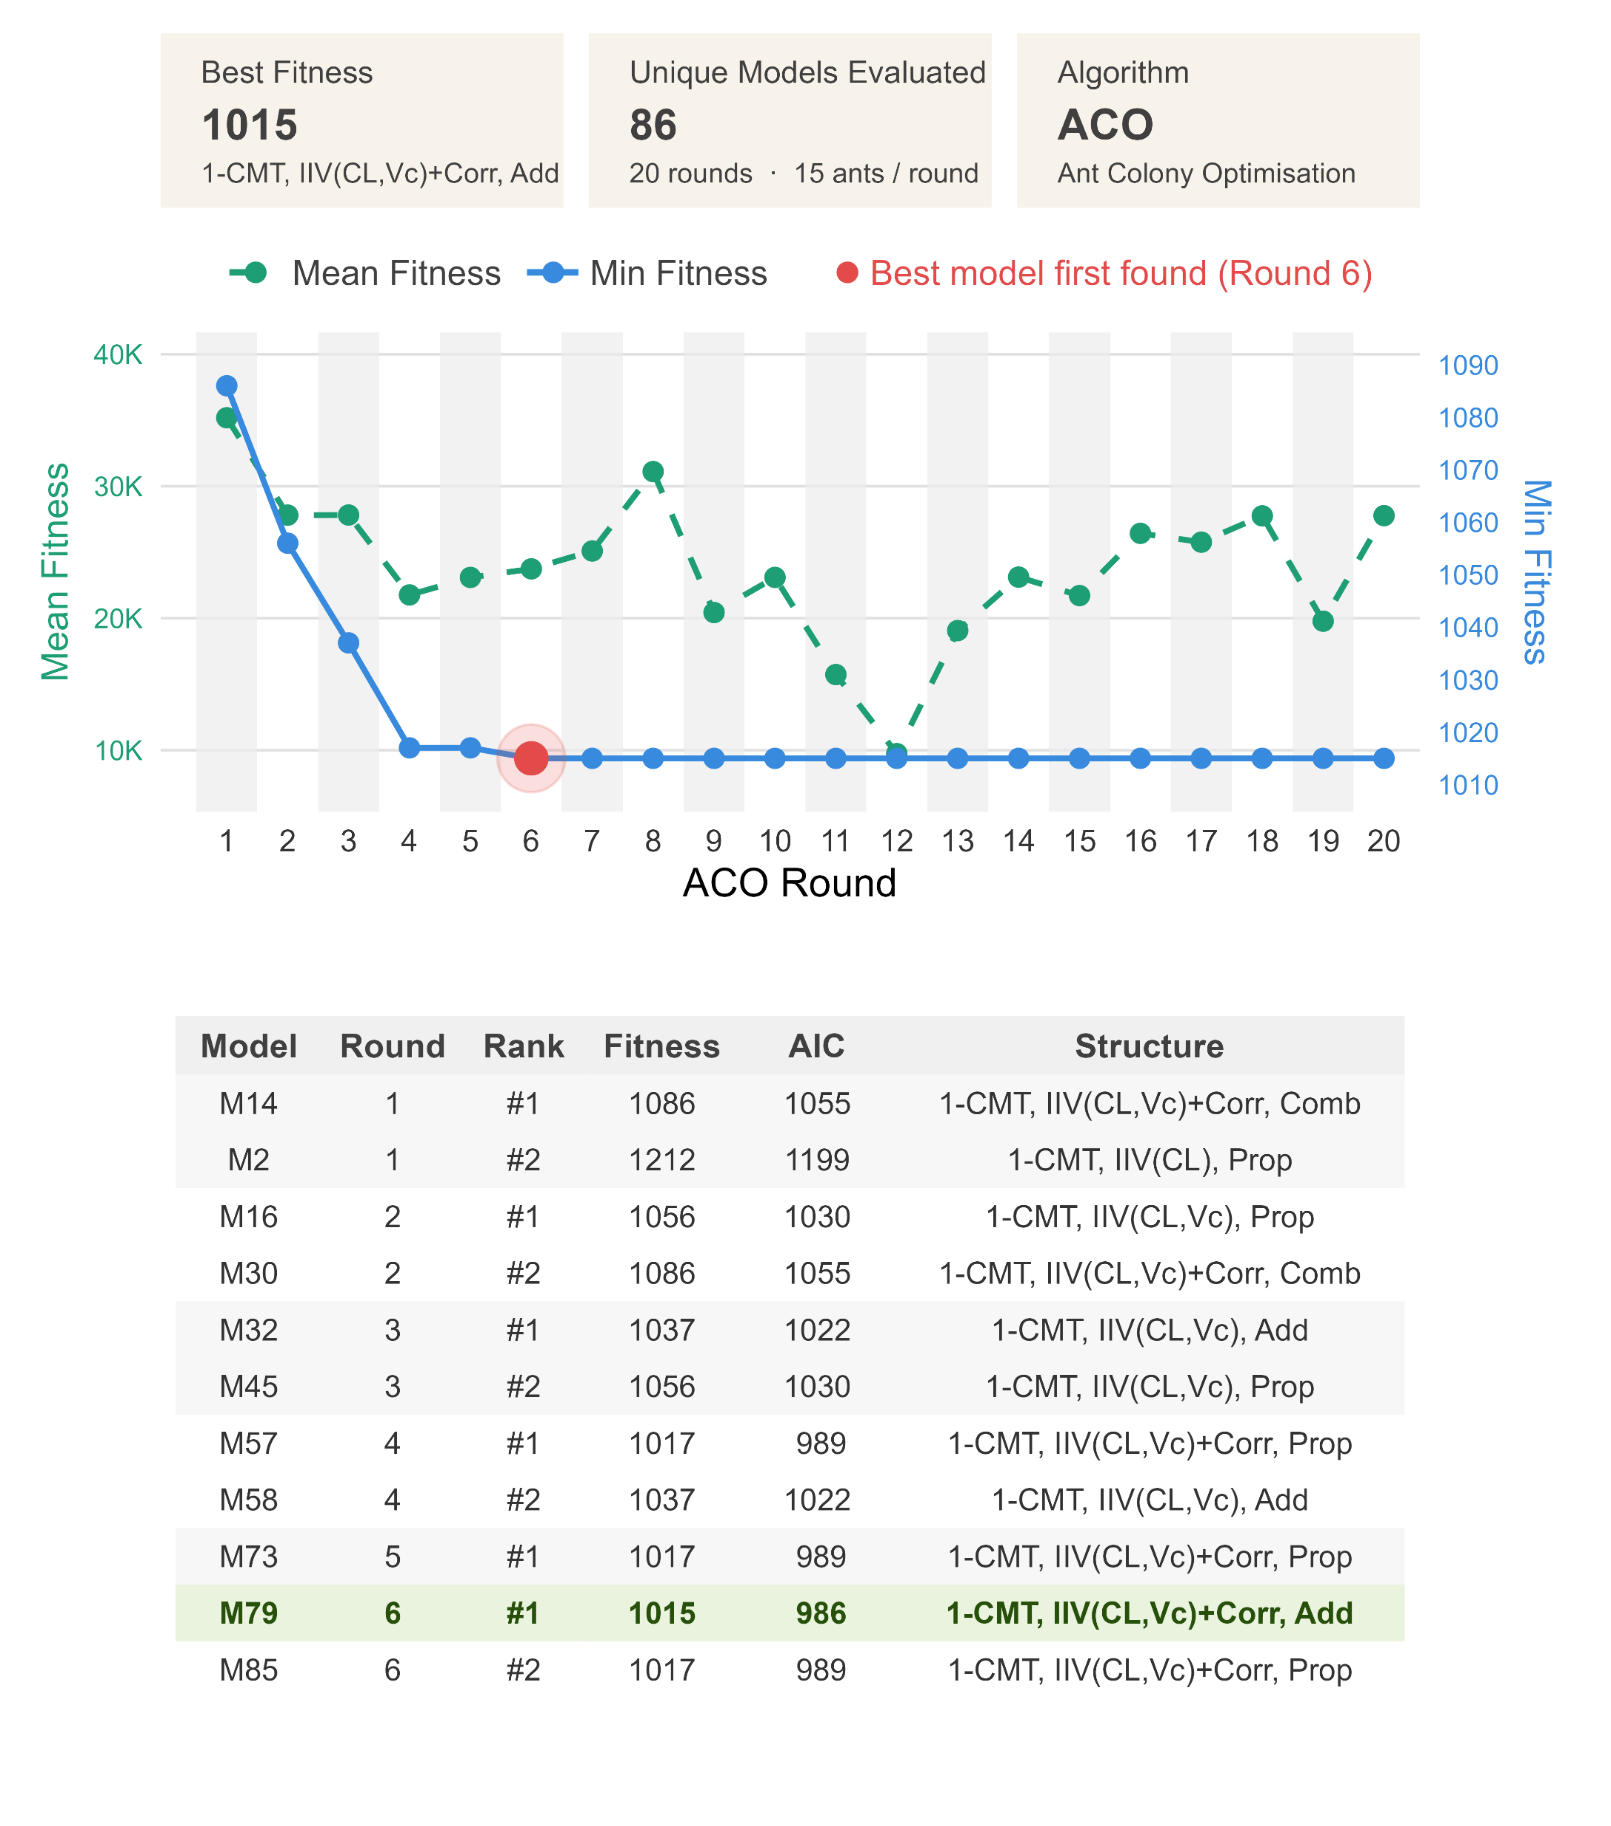 Best Fitness
1015
1-CMT, IIV(CL,Vc)+Corr, Add
Unique Models Evaluated
86
20 rounds · 15 ants / round
Algorithm
ACO
Ant Colony Optimisation
Mean Fitness
Min Fitness
Best model first found (Round 6)
Mean Fitness
40K
30K
20K
10K
1090
1080
1070
1060
1050
1040
1030
1020
1010
Min Fitness
1 2 3 4 5 6 7 8 9 10 11 12 13 14 15 16 17 18 19 20
ACO Round
Model Round Rank Fitness AIC Structure
M14 1 #1 1086 1055 1-CMT, IIV(CL,Vc)+Corr, Comb
M2 1 #2 1212 1199 1-CMT, IIV(CL), Prop
M16 2 #1 1056 1030 1-CMT, IIV(CL,Vc), Prop
M30 2 #2 1086 1055 1-CMT, IIV(CL,Vc)+Corr, Comb
M32 3 #1 1037 1022 1-CMT, IIV(CL,Vc), Add
M45 3 #2 1056 1030 1-CMT, IIV(CL,Vc), Prop
M57 4 #1 1017 989 1-CMT, IIV(CL,Vc)+Corr, Prop
M58 4 #2 1037 1022 1-CMT, IIV(CL,Vc), Add
M73 5 #1 1017 989 1-CMT, IIV(CL,Vc)+Corr, Prop
M79 6 #1 1015 986 1-CMT, IIV(CL,Vc)+Corr, Add
M85 6 #2 1017 989 1-CMT, IIV(CL,Vc)+Corr, Prop